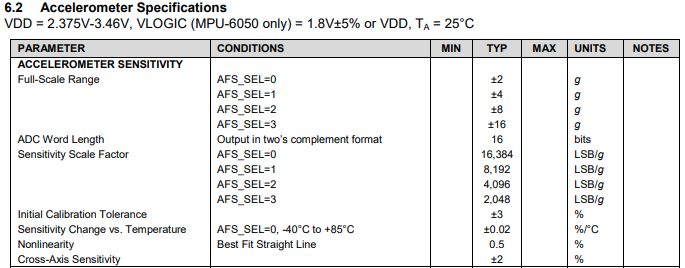 6.2 Accelerometer Specifications
VDD = 2.375V-3.46V, VLOGIC (MPU-6050 only) = 1.8V±5% or VDD, TA = 25°C
PARAMETER CONDITIONS MIN TYP MAX UNITS NOTES
ACCELEROMETER SENSITIVITY
Full-Scale Range AFS_SEL=0 ±2 g
AFS_SEL=1 ±4 g
AFS_SEL=2 ±8 g
AFS_SEL=3 ±16 g
ADC Word Length Output in two's complement format 16 bits
Sensitivity Scale Factor AFS_SEL=0 16,384 LSB/g
AFS_SEL=1 8,192 LSB/g
AFS_SEL=2 4,096 LSB/g
AFS_SEL=3 2,048 LSB/g
Initial Calibration Tolerance ±3 %
Sensitivity Change vs. Temperature AFS_SEL=0, -40°C to +85°C ±0.02 %/°C
Nonlinearity Best Fit Straight Line 0.5 %
Cross-Axis Sensitivity ±2 %